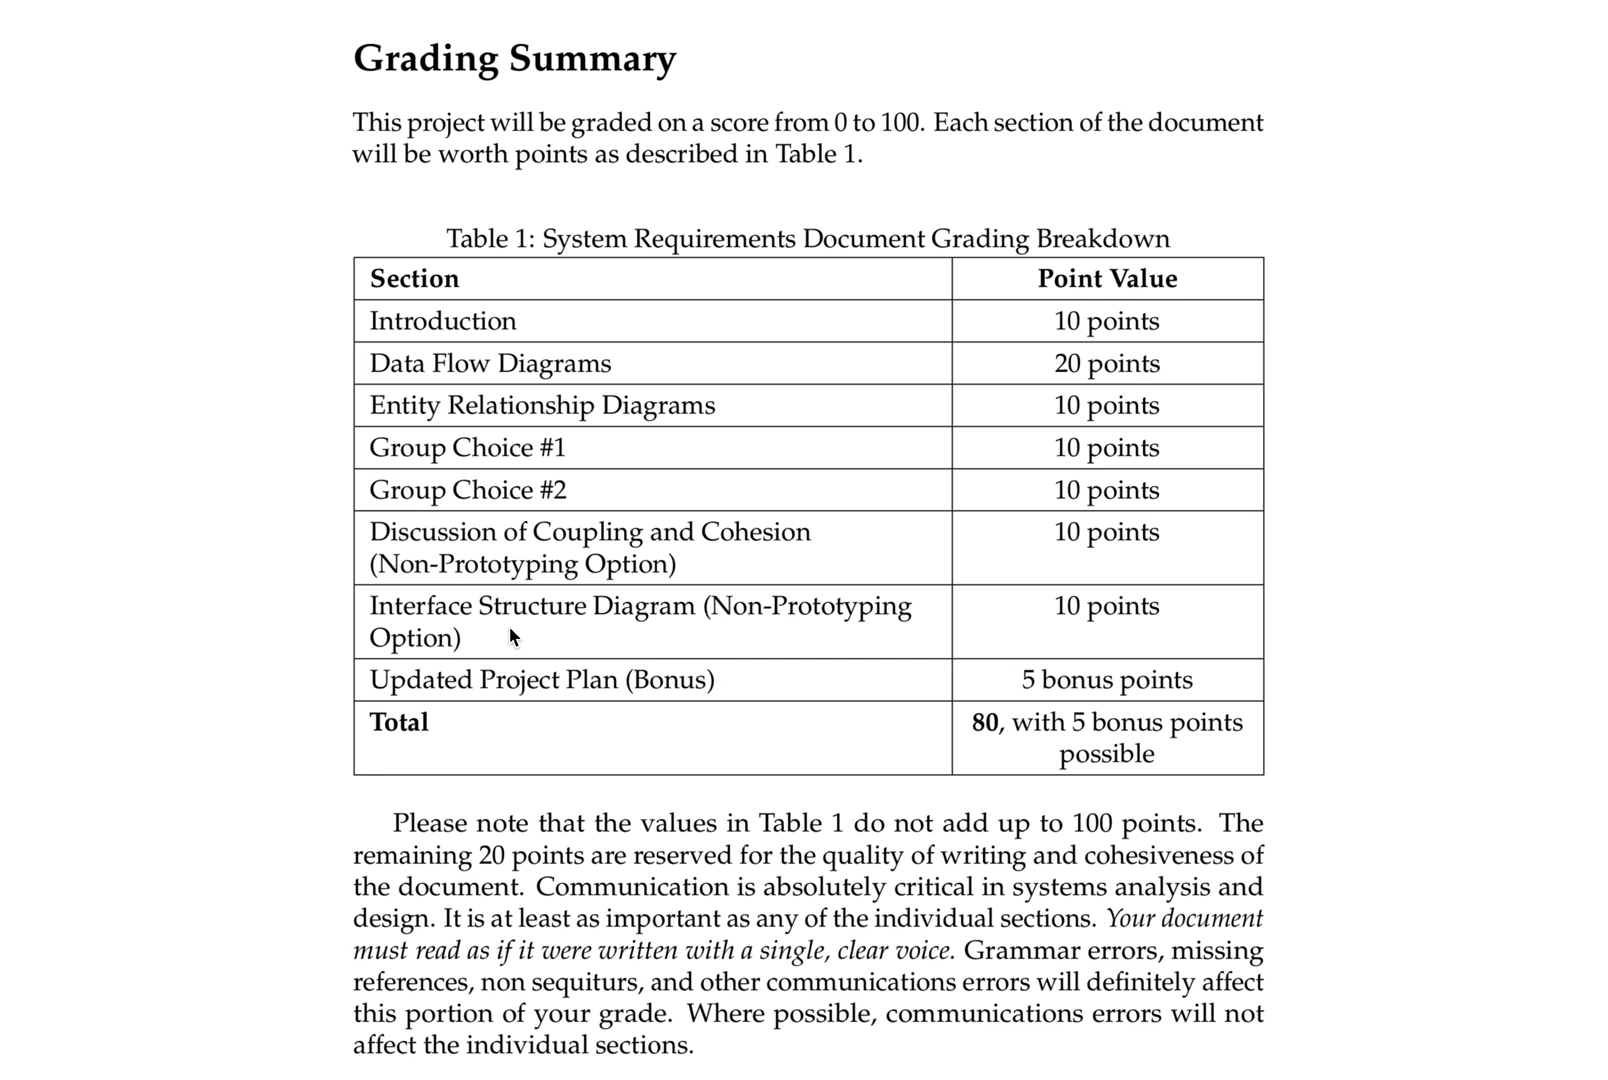 Grading Summary
This project will be graded on a score from 0 to 100. Each section of the document
will be worth points as described in Table 1.
Table 1: System Requirements Document Grading Breakdown
Section Point Value
Introduction 10 points
Data Flow Diagrams 20 points
Entity Relationship Diagrams 10 points
Group Choice #1 10 points
Group Choice #2 10 points
Discussion of Coupling and Cohesion 10 points
(Non-Prototyping Option)
Interface Structure Diagram (Non-Prototyping 10 points
Option)
Updated Project Plan (Bonus) 5 bonus points
Total 80, with 5 bonus points
possible
Please note that the values in Table 1 do not add up to 100 points. The
remaining 20 points are reserved for the quality of writing and cohesiveness of
the document. Communication is absolutely critical in systems analysis and
design. It is at least as important as any of the individual sections. Your document
must read as if it were written with a single, clear voice. Grammar errors, missing
references, non sequiturs, and other communications errors will definitely affect
this portion of your grade. Where possible, communications errors will not
affect the individual sections.